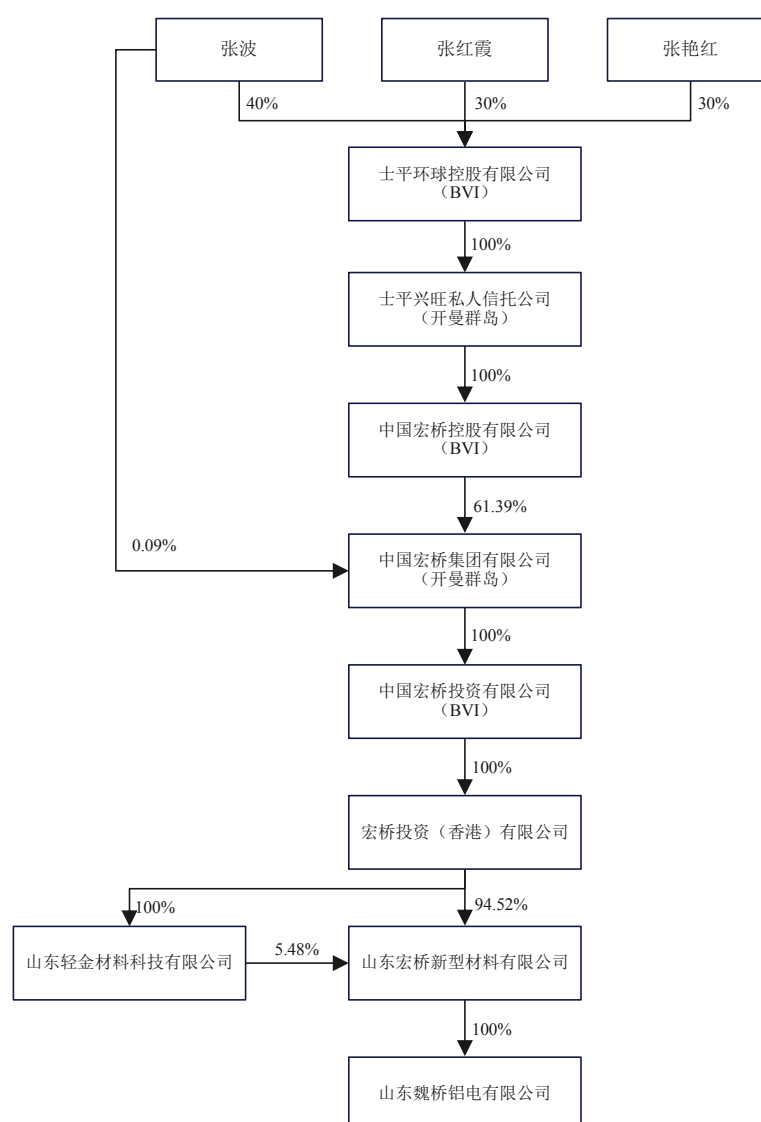 张波
张红霞
张艳红
40%
30%
30%
士平环球控股有限公司
（BVI）
100%
士平兴旺私人信托公司
（开曼群岛）
100%
中国宏桥控股有限公司
（BVI）
61.39%
0.09%
中国宏桥集团有限公司
（开曼群岛）
100%
中国宏桥投资有限公司
（BVI）
100%
宏桥投资（香港）有限公司
100%
94.52%
山东轻金材料科技有限公司
5.48%
山东宏桥新型材料有限公司
100%
山东魏桥铝电有限公司